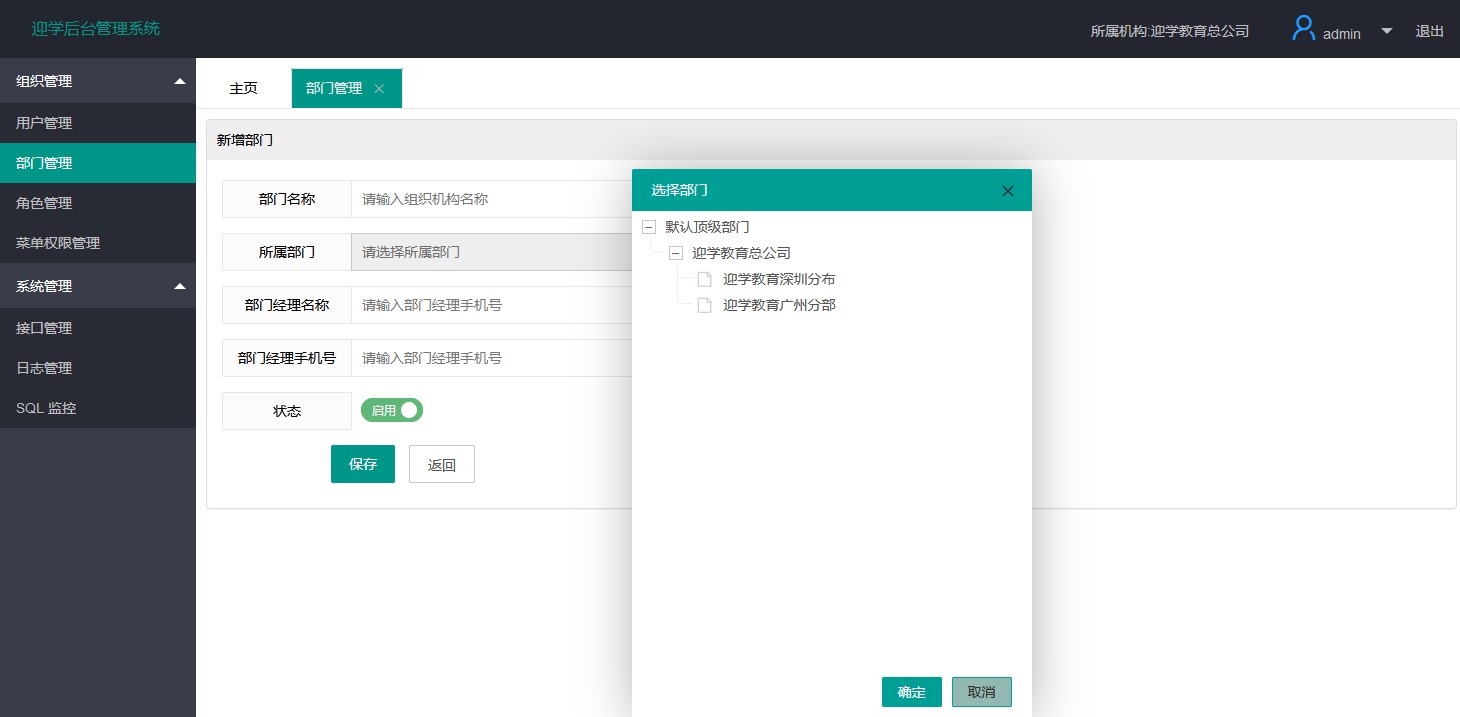 迎学后台管理系统
所属机构:迎学教育总公司
admin
退出
组织管理
用户管理
部门管理
角色管理
菜单权限管理
系统管理
接口管理
日志管理
SQL 监控
主页
部门管理
新增部门
部门名称
请输入组织机构名称
所属部门
请选择所属部门
部门经理名称
请输入部门经理手机号
部门经理手机号
请输入部门经理手机号
状态
启用
保存
返回
选择部门
默认顶级部门
迎学教育总公司
迎学教育深圳分布
迎学教育广州分部
确定
取消